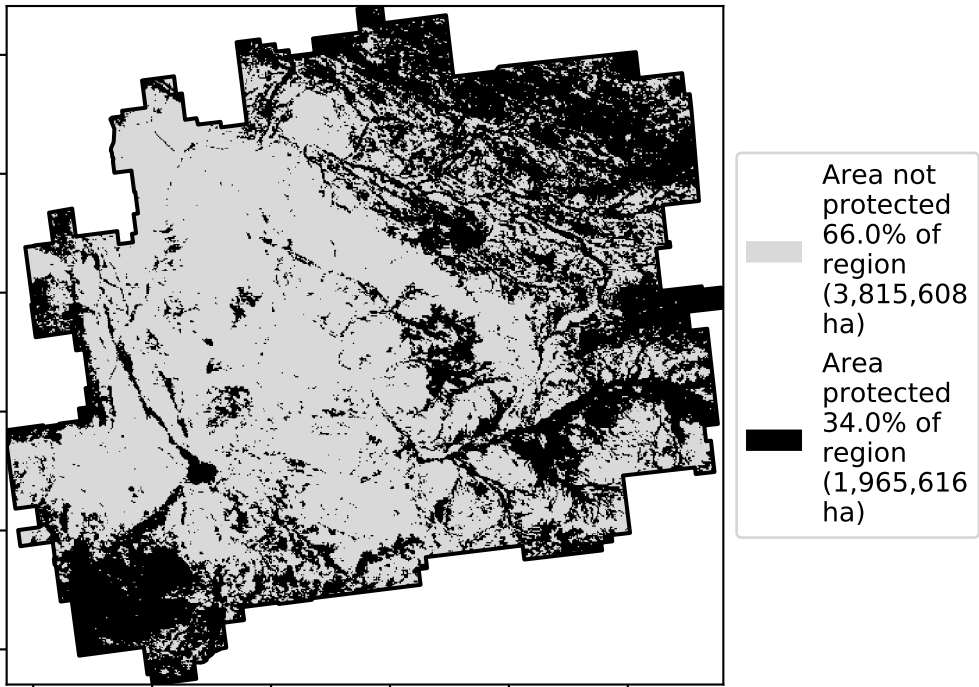 Area not
protected
66.0% of
region
(3,815,608
ha)
Area
protected
34.0% of
region
(1,965,616
ha)